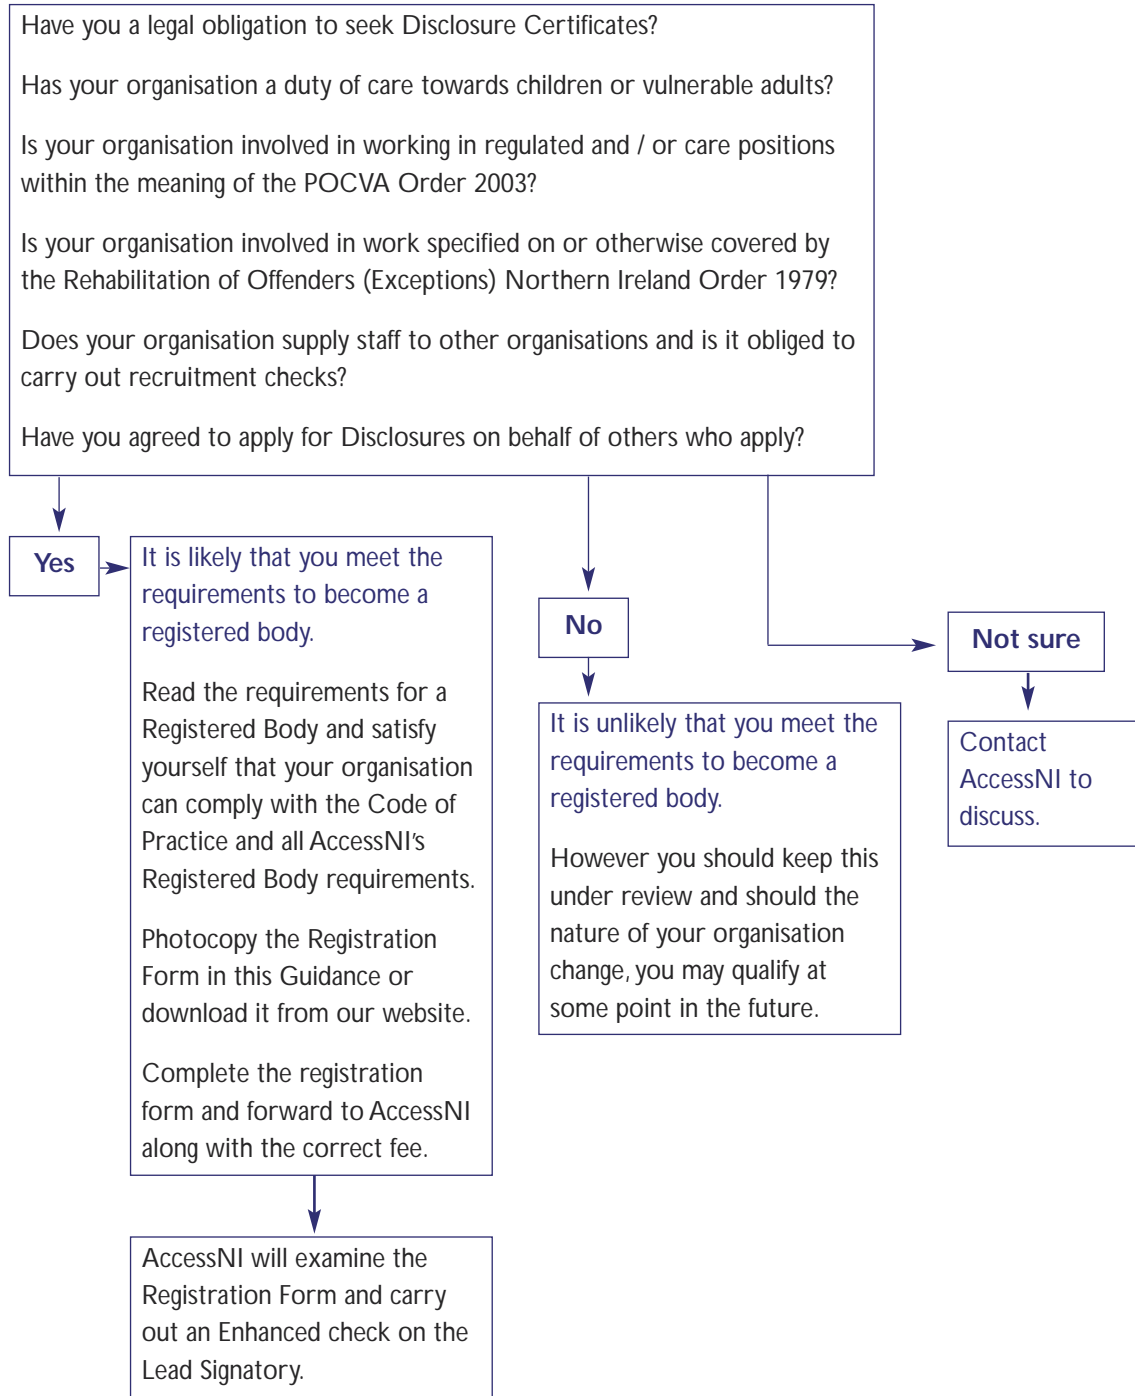 Have you a legal obligation to seek Disclosure Certificates?
Has your organisation a duty of care towards children or vulnerable adults?
Is your organisation involved in working in regulated and / or care positions
within the meaning of the POCVA Order 2003?
Is your organisation involved in work specified on or otherwise covered by
the Rehabilitation of Offenders (Exceptions) Northern Ireland Order 1979?
Does your organisation supply staff to other organisations and is it obliged to
carry out recruitment checks?
Have you agreed to apply for Disclosures on behalf of others who apply?
Yes
It is likely that you meet the
requirements to become a
registered body.
Read the requirements for a
Registered Body and satisfy
yourself that your organisation
can comply with the Code of
Practice and all AccessNI's
Registered Body requirements.
Photocopy the Registration
Form in this Guidance or
download it from our website.
Complete the registration
form and forward to AccessNI
along with the correct fee.
AccessNI will examine the
Registration Form and carry
out an Enhanced check on the
Lead Signatory.
No
It is unlikely that you meet the
requirements to become a
registered body.
However you should keep this
under review and should the
nature of your organisation
change, you may qualify at
some point in the future.
Not sure
Contact
AccessNI to
discuss.